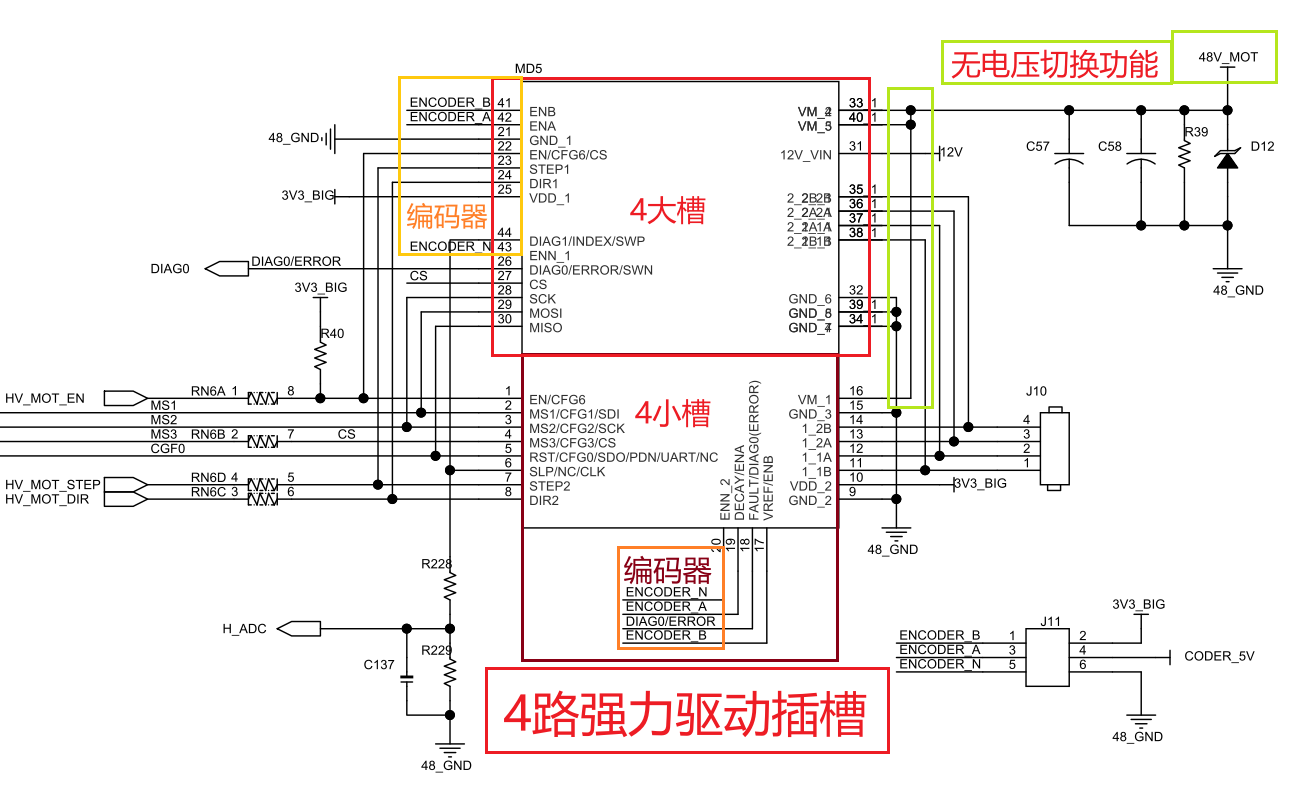 MD5
无电压切换功能
48V_MOT
ENCODER_B 41 ENB
ENCODER_A 42 ENA
48_GND 21 GND_1
22 EN/CFG6/CS
23 STEP1
24 DIR1
3V3_BIG 25 VDD_1
编码器
44 DIAG1/INDEX/SWP
ENCODER_N 43 ENN_1
DIAG0 DIAG0/ERROR 26 DIAG0/ERROR/SWN
CS 27 CS
28 SCK
29 MOSI
30 MISO
4大槽
33 1
40 1
VM_3
12V_VIN 31 12V
35 1
36 1
37 1
38 1
GND_6 32
39 1
34 1
C57
C58
R39
D12
48_GND
3V3_BIG
R40
HV_MOT_EN RN6A 1 8 1 EN/CFG6
MS1 2 MS1/CFG1/SDI
MS2 3 MS2/CFG2/SCK
MS3 RN6B 2 7 CS 4 MS3/CFG3/CS
CGF0 5 RST/CFG0/SDO/PDN/UART/NC
6 SLP/NC/CLK
HV_MOT_STEP RN6D 4 5 7 STEP2
HV_MOT_DIR RN6C 3 6 8 DIR2
4小槽
VM_1 16
GND_3 15
1_2B 14
1_2A 13
1_1A 12
1_1B 11
VDD_2 10 3V3_BIG
GND_2 9
J10
4
3
2
1
48_GND
ENN_2
DECAY/ENA
FAULT/DIAG0(ERROR)
VREF/ENB
20
19
18
17
编码器
ENCODER_N
ENCODER_A
DIAG0/ERROR
ENCODER_B
R228
H_ADC
R229
C137
48_GND
4路强力驱动插槽
3V3_BIG
J11
ENCODER_B 1 2
ENCODER_A 3 4 CODER_5V
ENCODER_N 5 6
48_GND